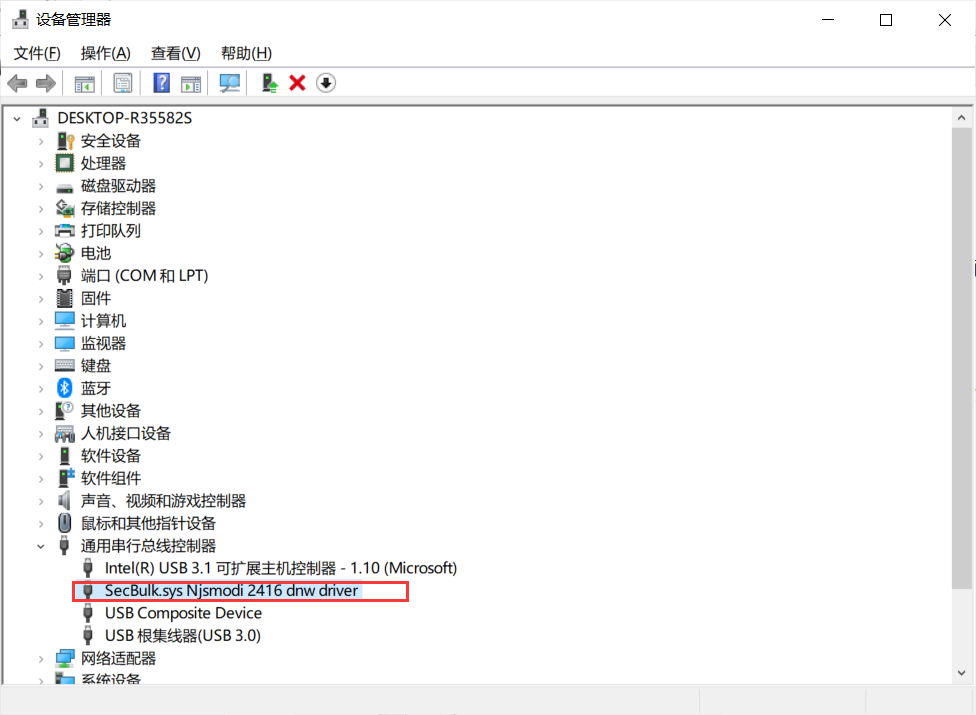 设备管理器
文件(F) 操作(A) 查看(V) 帮助(H)
DESKTOP-R35582S
安全设备
处理器
磁盘驱动器
存储控制器
打印队列
电池
端口 (COM 和 LPT)
固件
计算机
监视器
键盘
蓝牙
其他设备
人机接口设备
软件设备
软件组件
声音、视频和游戏控制器
鼠标和其他指针设备
通用串行总线控制器
Intel(R) USB 3.1 可扩展主机控制器 - 1.10 (Microsoft)
SecBulk.sys Njsmodi 2416 dnw driver
USB Composite Device
USB 根集线器(USB 3.0)
网络适配器
系统设备